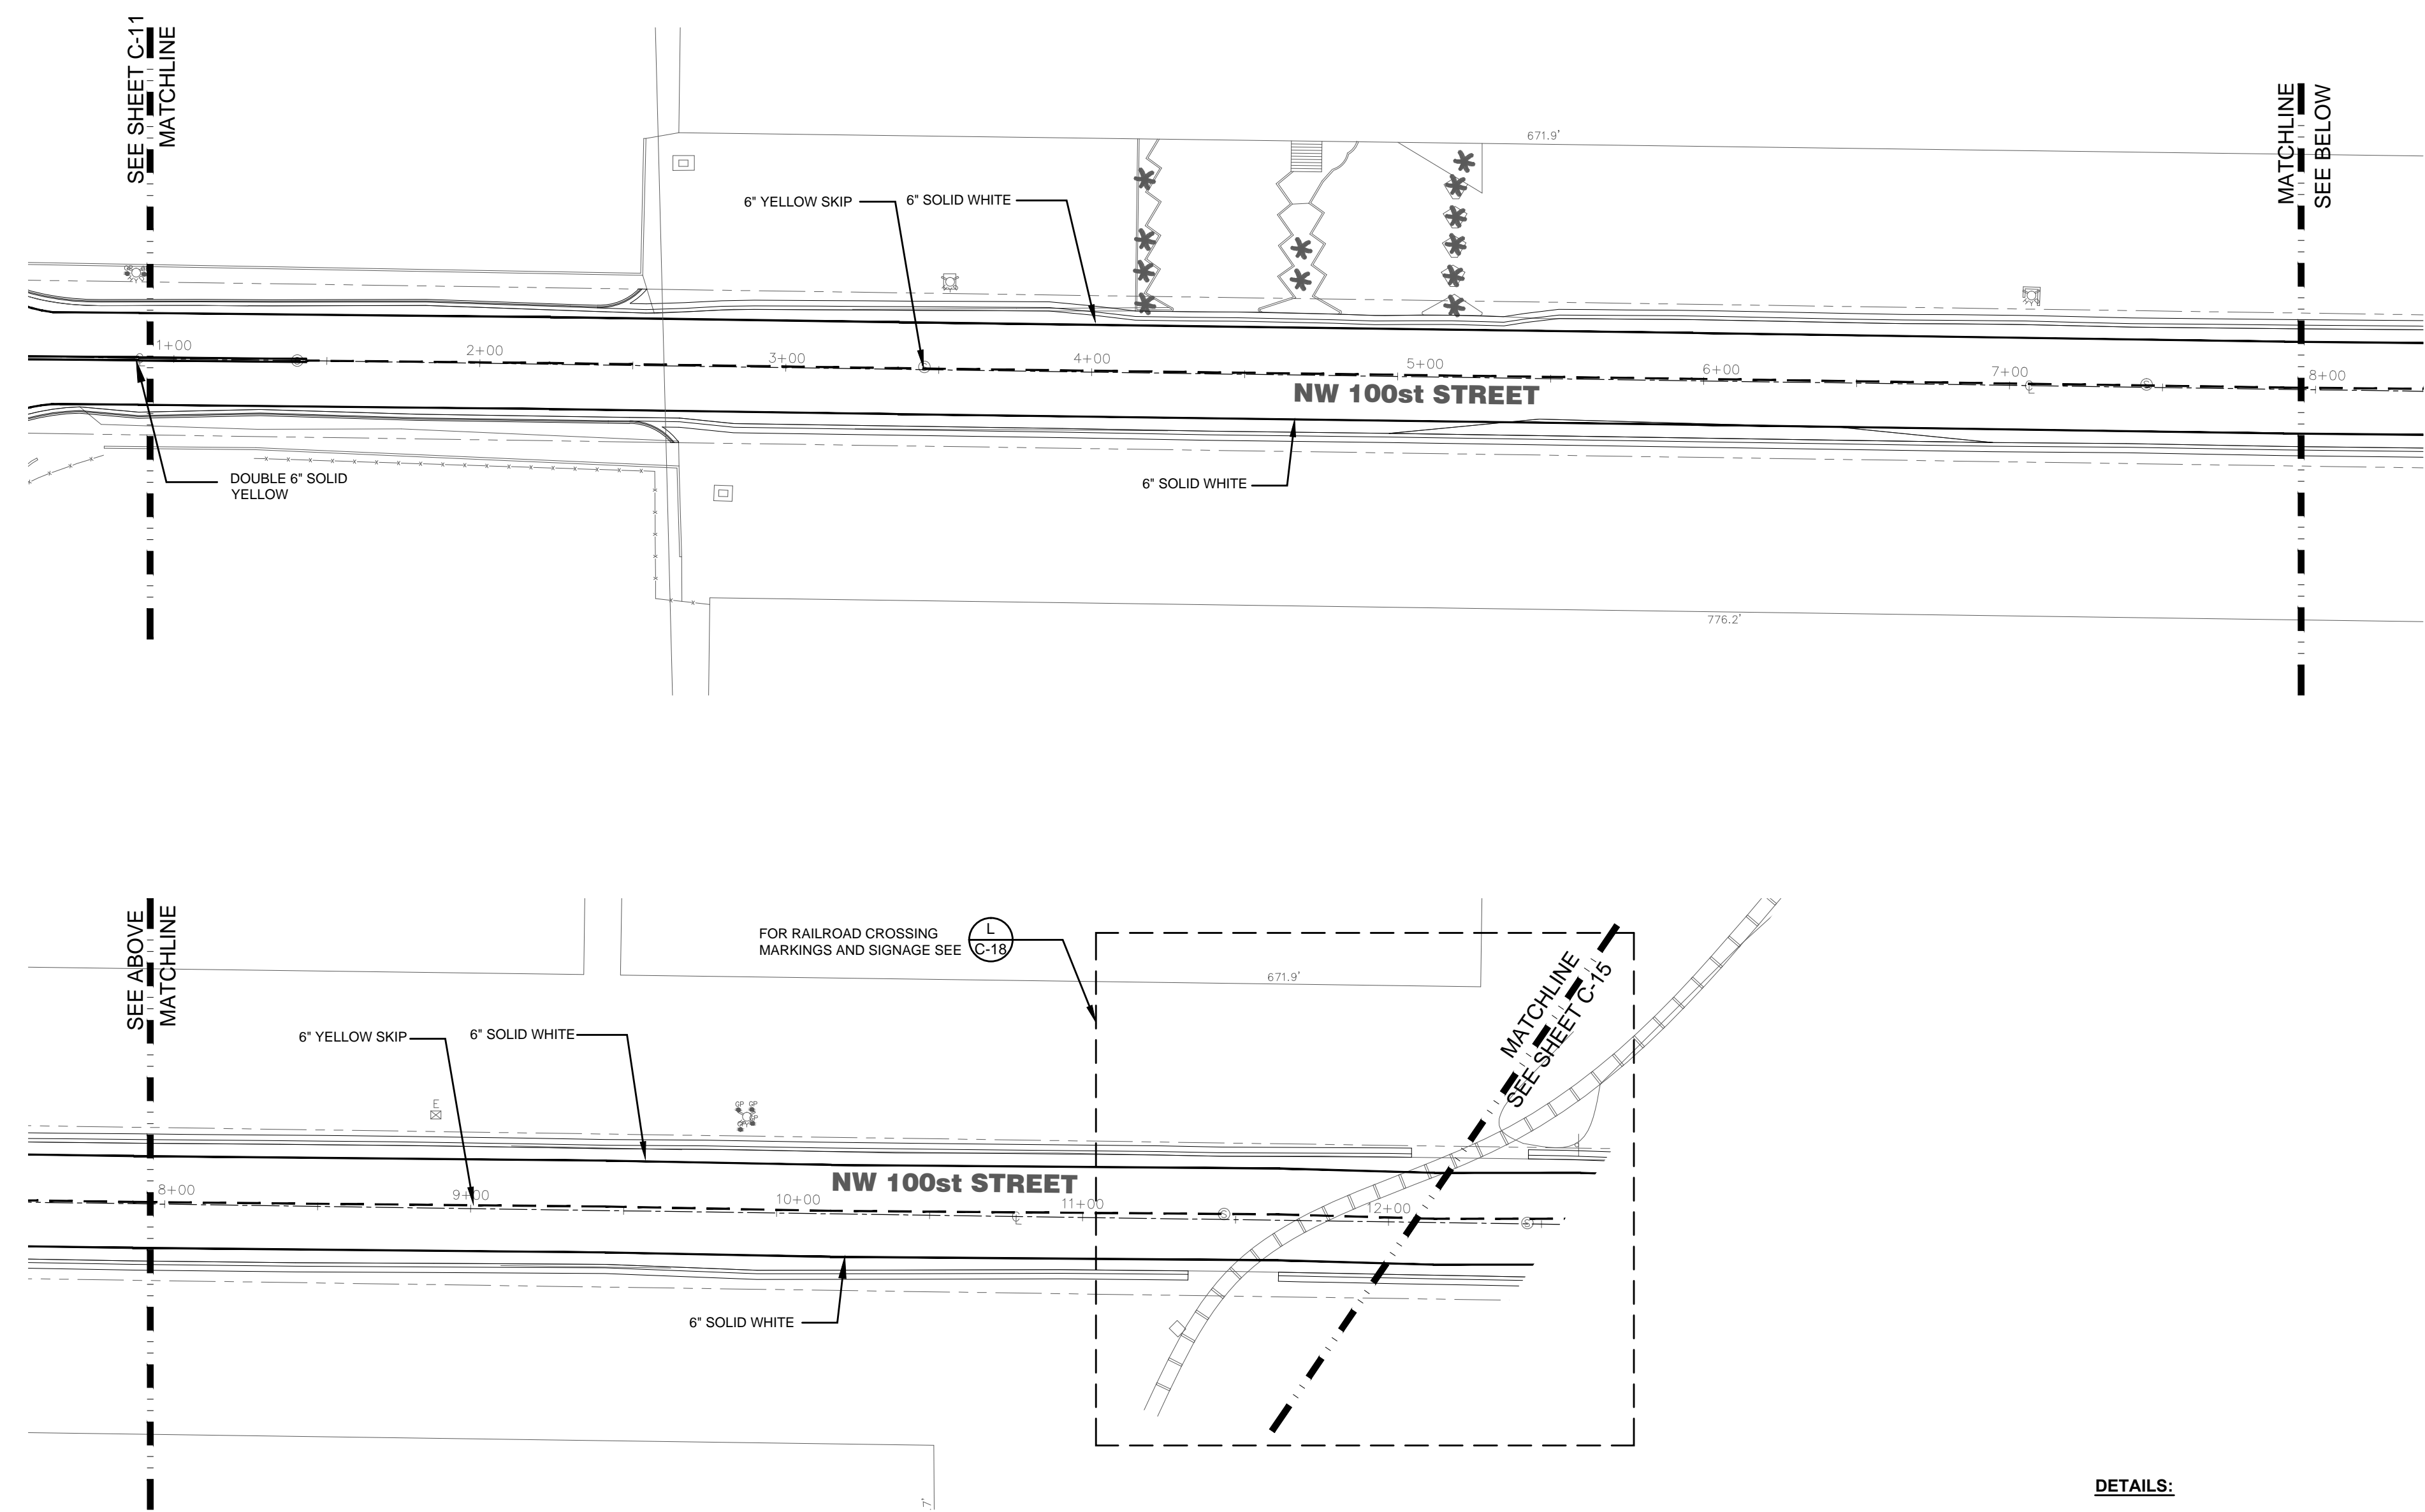 SEE SHEET C-11
MATCHLINE
MATCHLINE
SEE BELOW
671.9'
6" YELLOW SKIP
6" SOLID WHITE
1+00
2+00
3+00
4+00
5+00
6+00
7+00
8+00
NW 100st STREET
DOUBLE 6" SOLID
YELLOW
6" SOLID WHITE
776.2'
SEE ABOVE
MATCHLINE
FOR RAILROAD CROSSING
MARKINGS AND SIGNAGE SEE
L
C-18
671.9'
MATCHLINE
SEE SHEET C-15
6" YELLOW SKIP
6" SOLID WHITE
E
GP GP
NW 100st STREET
8+00
9+00
10+00
11+00
12+00
S
6" SOLID WHITE
DETAILS:
7'